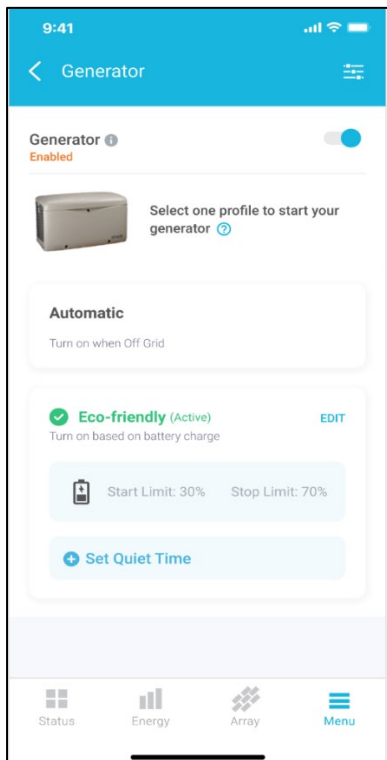 9:41
Generator
Generator
Enabled
Select one profile to start your
generator
Automatic
Turn on when Off Grid
Eco-friendly (Active)
EDIT
Turn on based on battery charge
Start Limit: 30% Stop Limit: 70%
Set Quiet Time
Status Energy Array Menu